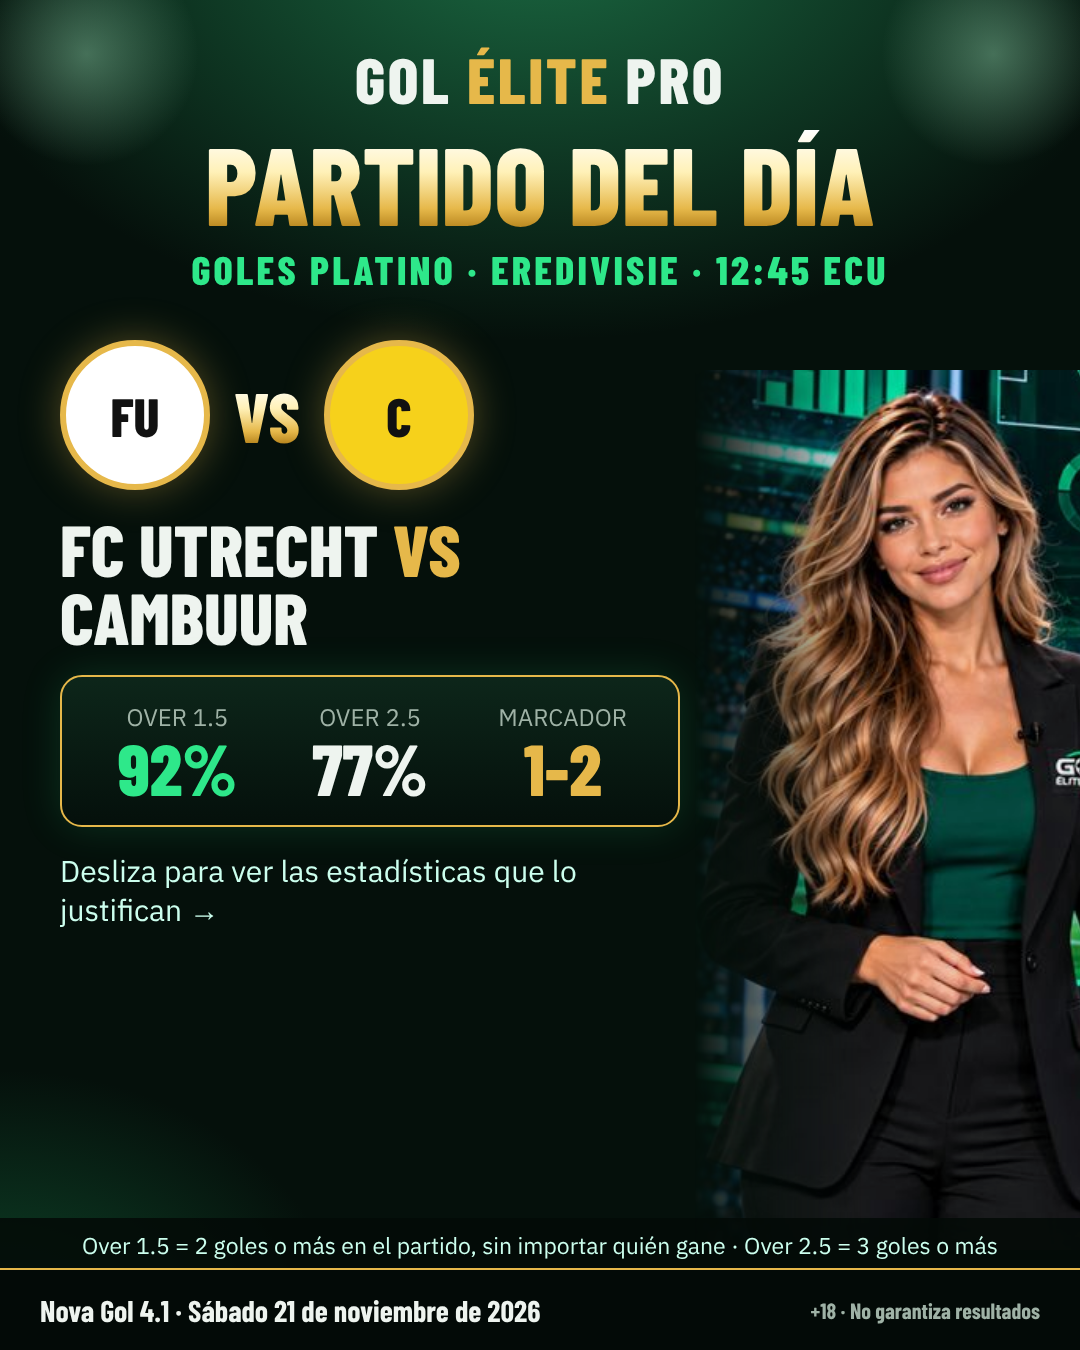 GOL ÉLITE PRO
PARTIDO DEL DÍA
GOLES PLATINO · EREDIVISIE · 12:45 ECU
FU VS C
FC UTRECHT VS
CAMBUUR
OVER 1.5 OVER 2.5 MARCADOR
92% 77% 1-2
Desliza para ver las estadísticas que lo
justifican →
Over 1.5 = 2 goles o más en el partido, sin importar quién gane · Over 2.5 = 3 goles o más
Nova Gol 4.1 · Sábado 21 de noviembre de 2026
+18 · No garantiza resultados